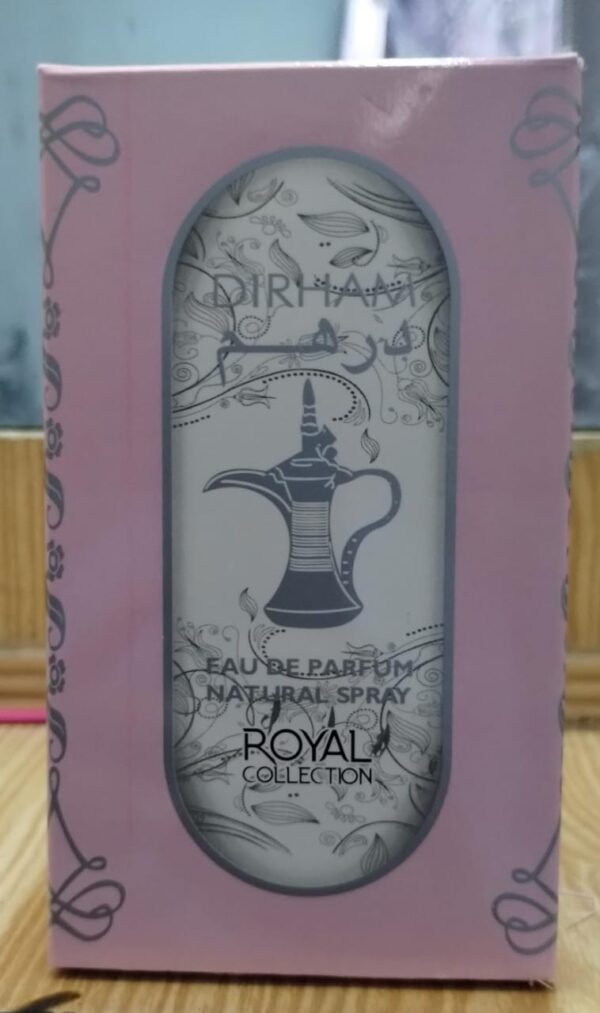 DIRHAM
درهم
EAU DE PARFUM
NATURAL SPRAY
ROYAL
COLLECTION